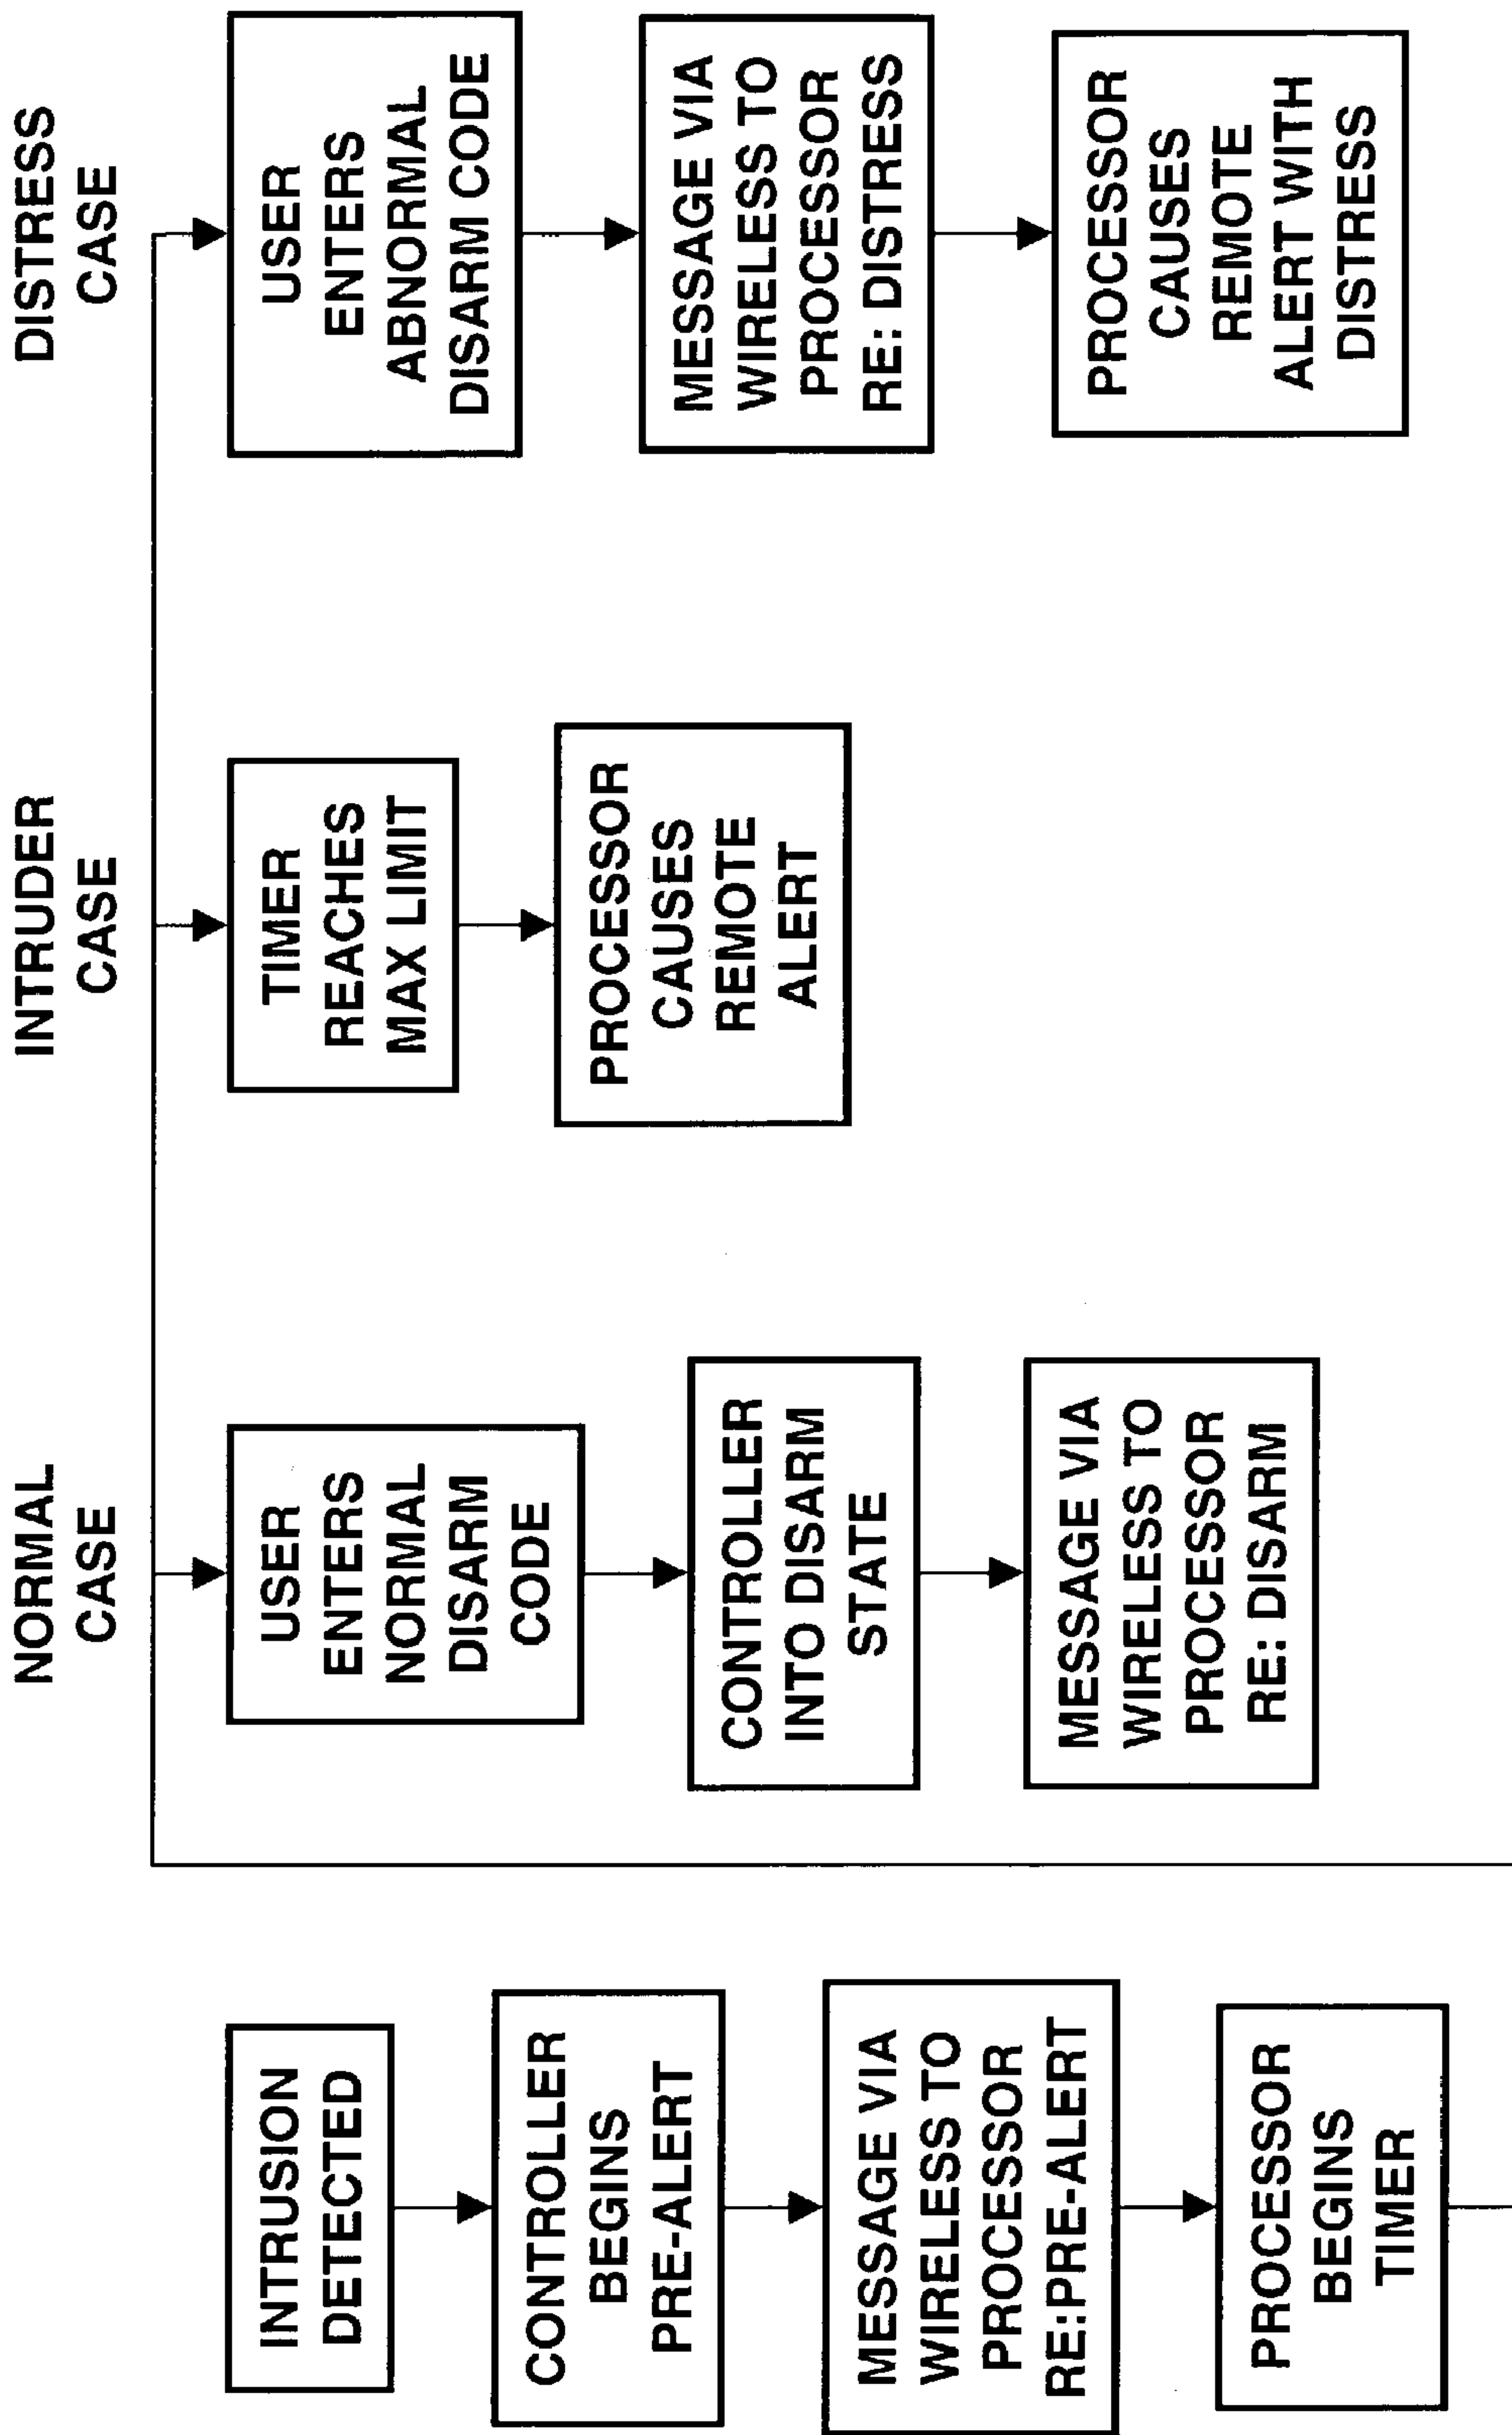 INTRUSION
DETECTED
CONTROLLER
BEGINS
PRE-ALERT
MESSAGE VIA
WIRELESS TO
PROCESSOR
RE:PRE-ALERT
PROCESSOR
BEGINS
TIMER
NORMAL
CASE
USER
ENTERS
NORMAL
DISARM
CODE
CONTROLLER
INTO DISARM
STATE
MESSAGE VIA
WIRELESS TO
PROCESSOR
RE: DISARM
INTRUDER
CASE
TIMER
REACHES
MAX LIMIT
PROCESSOR
CAUSES
REMOTE
ALERT
DISTRESS
CASE
USER
ENTERS
ABNORMAL
DISARM CODE
MESSAGE VIA
WIRELESS TO
PROCESSOR
RE: DISTRESS
PROCESSOR
CAUSES
REMOTE
ALERT WITH
DISTRESS